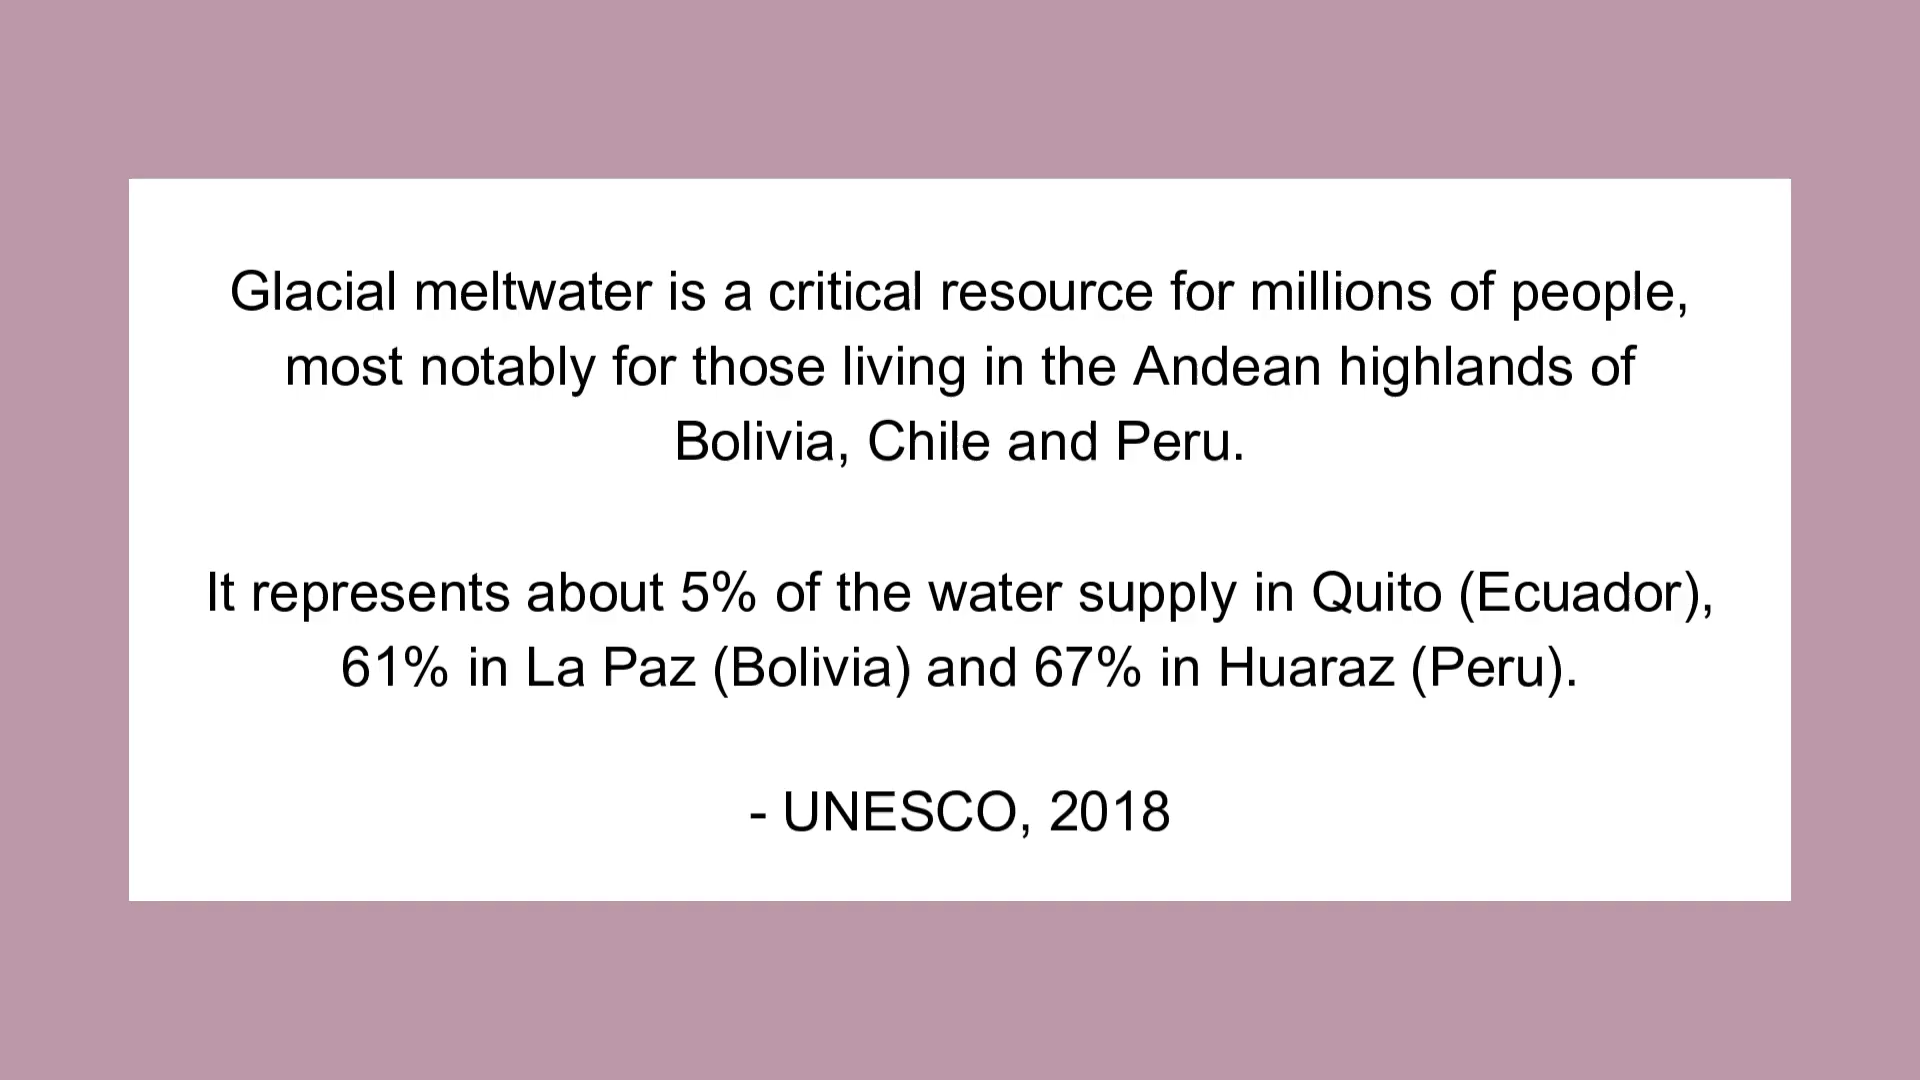 Glacial meltwater is a critical resource for millions of people,
most notably for those living in the Andean highlands of
Bolivia, Chile and Peru.
It represents about 5% of the water supply in Quito (Ecuador),
61% in La Paz (Bolivia) and 67% in Huaraz (Peru).
- UNESCO, 2018